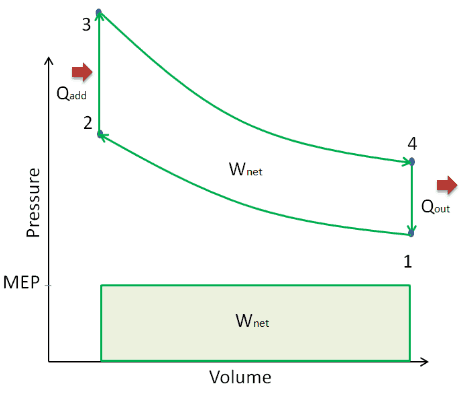 3
Qadd
2
4
Wnet
Qout
Pressure
1
MEP
Wnet
Volume